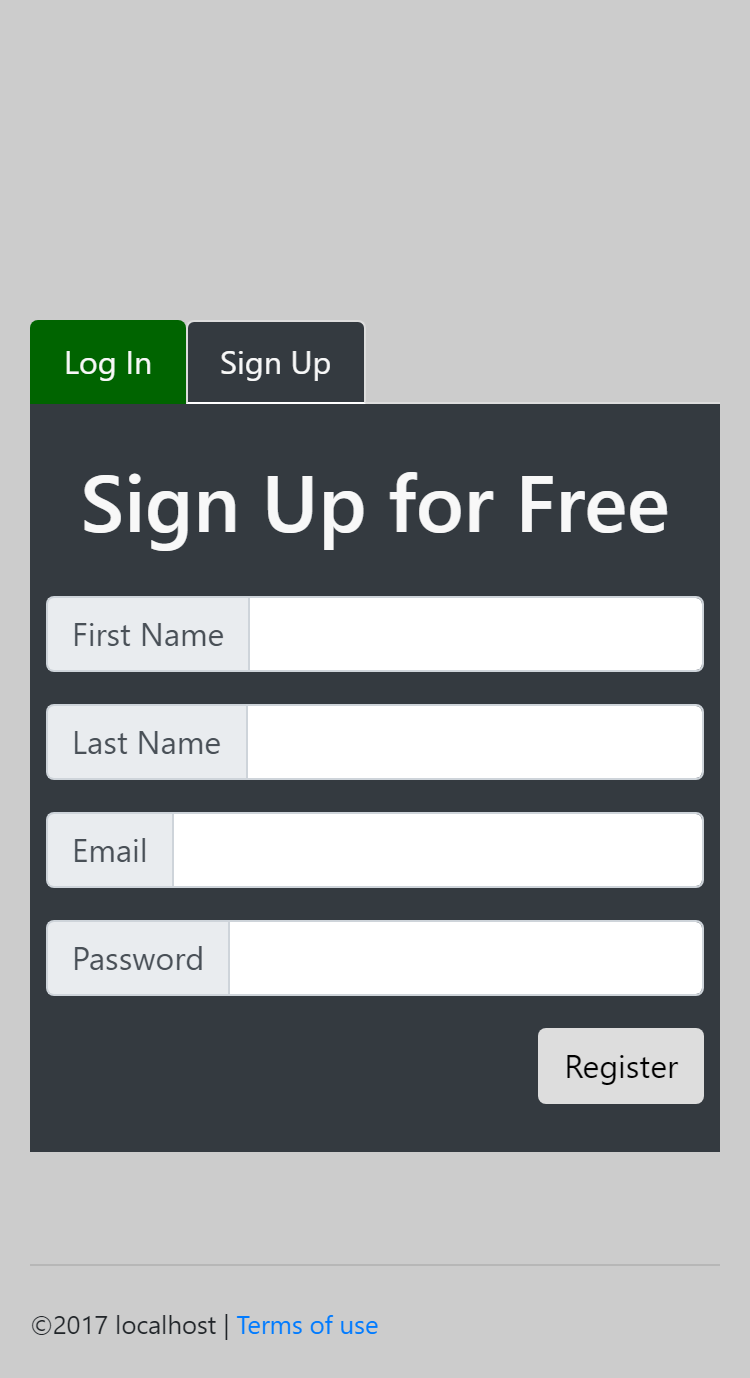 Log In Sign Up
Sign Up for Free
First Name
Last Name
Email
Password
Register
©2017 localhost | Terms of use